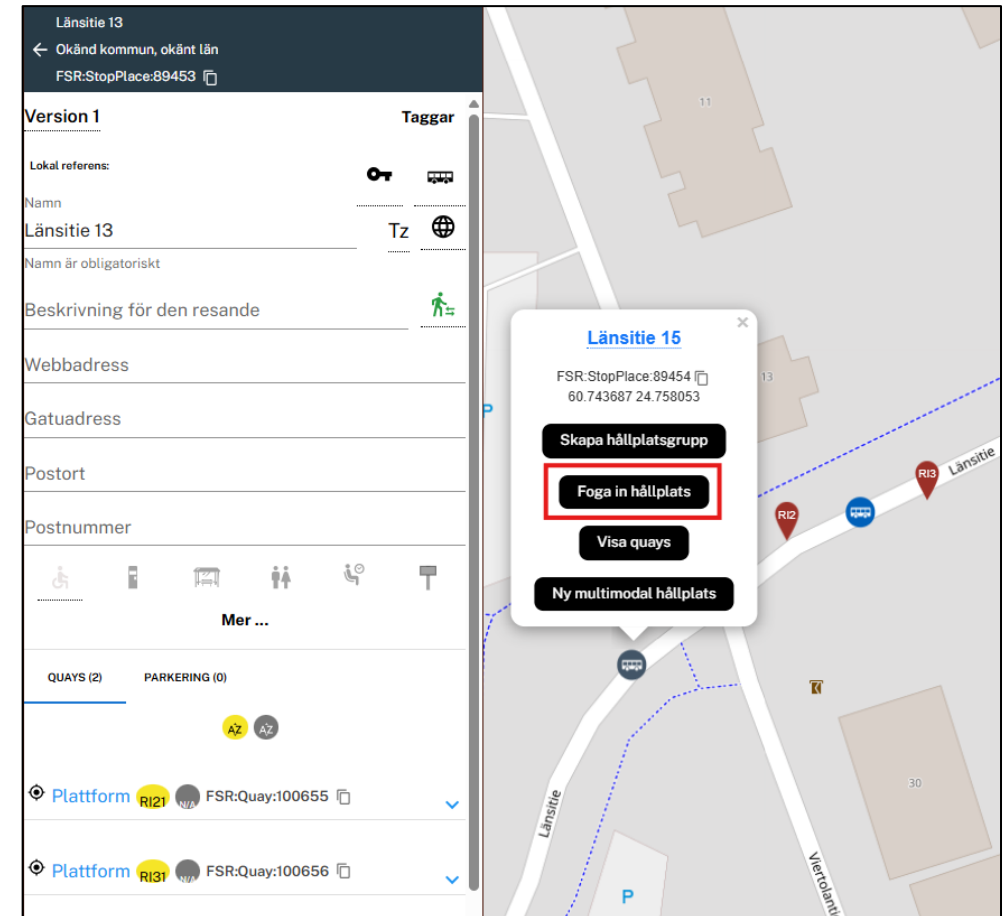 Länsitie 13
Okänd kommun, okänt län
FSR:StopPlace:89453
Version 1
Taggar
Lokal referens:
Namn
Länsitie 13
Tz
Namn är obligatoriskt
Beskrivning för den resande
Webbadress
Gatuadress
Postort
Postnummer
Mer ...
QUAYS (2)
PARKERING (0)
AZ
AZ
Plattform
RI21
N/A
FSR:Quay:100655
Plattform
RI31
N/A
FSR:Quay:100656
11
Länsitie 15
FSR:StopPlace:89454
60.743687 24.758053
Skapa hållplatsgrupp
Foga in hållplats
Visa quays
Ny multimodal hållplats
13
P
RI2
RI3
Länsitie
30
Länsitie
P